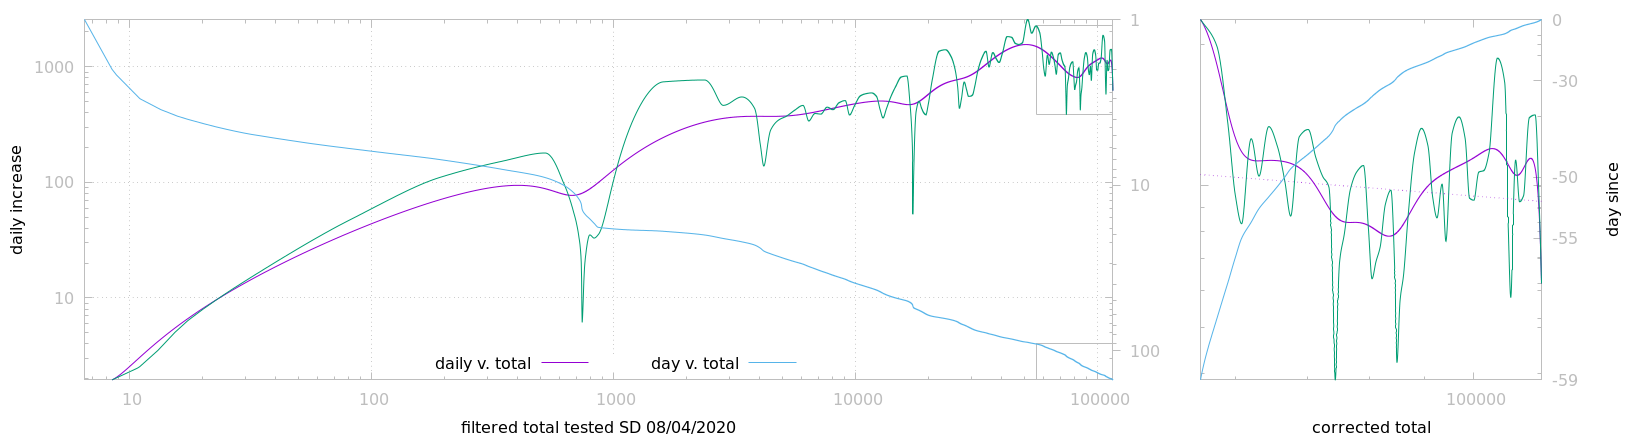 daily increase
1000
100
10
10
100
1000
10000
100000
1
10
100
daily v. total
day v. total
filtered total tested SD 08/04/2020
0
-30
-50
-55
-59
day since
100000
corrected total